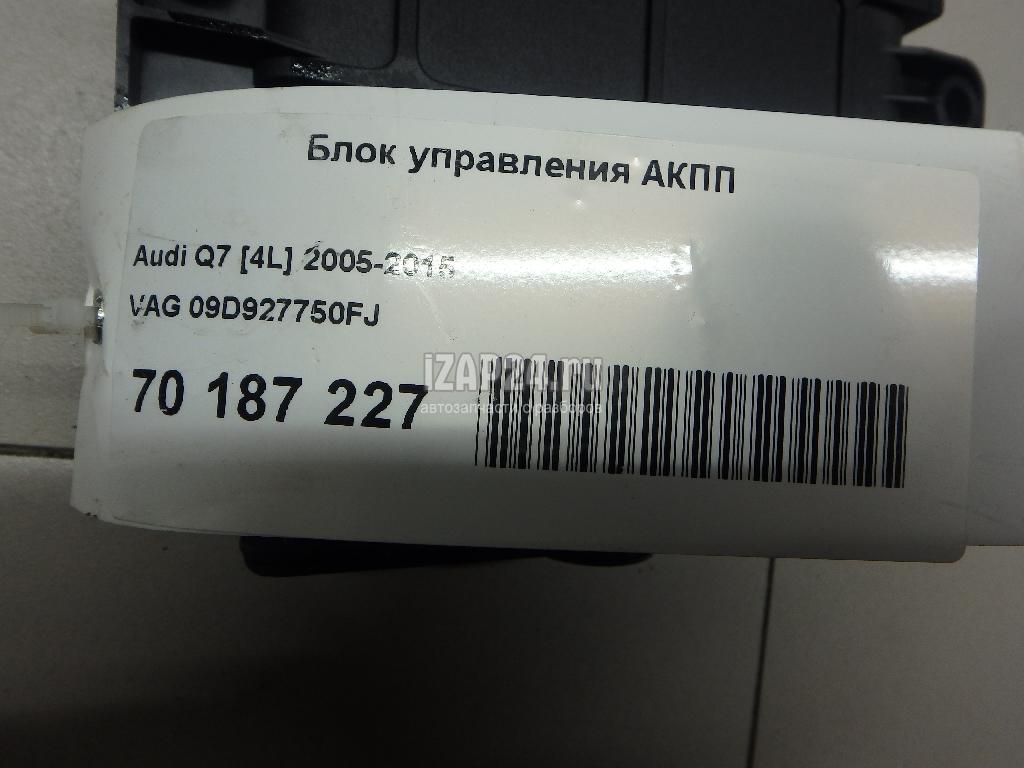 Блок управления АКПП
Audi Q7 [4L] 2005-2015
VAG 09D927750FJ
70 187 227
iZAP24.ru
автозапчасти с разборов